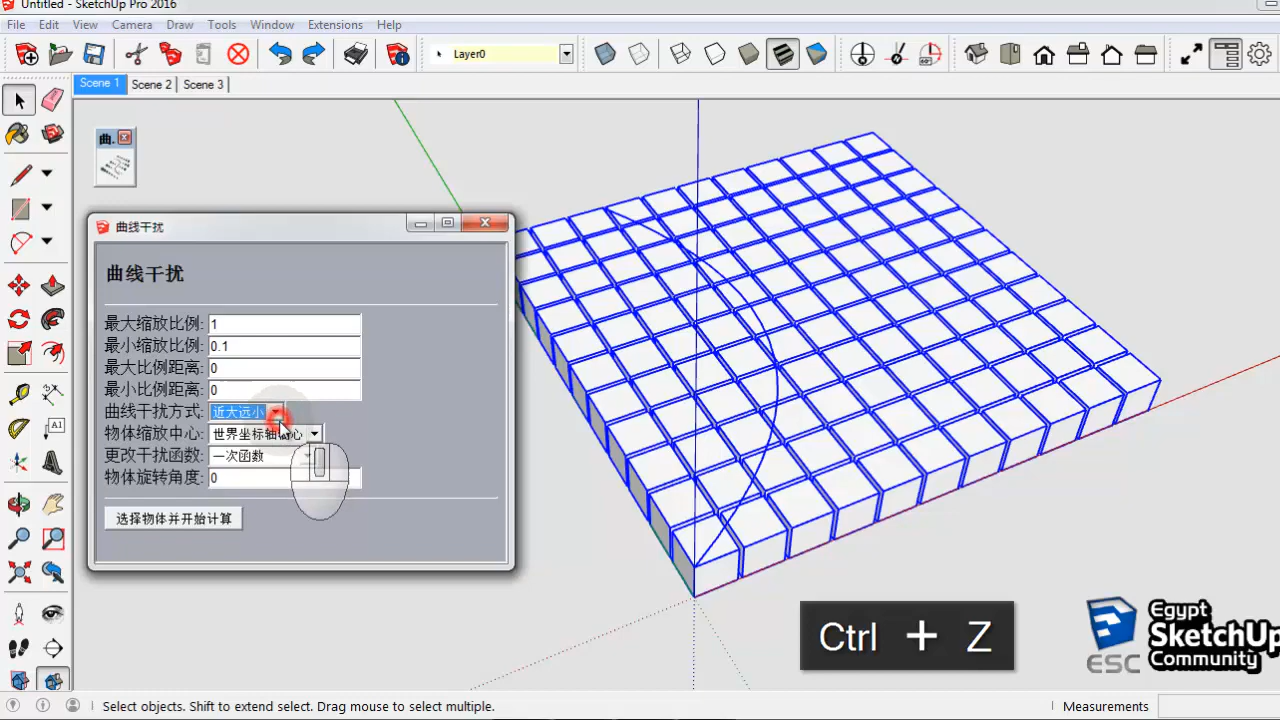 Untitled - SketchUp Pro 2016
File Edit View Camera Draw Tools Window Extensions Help
Layer0
Scene 1 Scene 2 Scene 3
曲.
曲线干扰
曲线干扰
最大缩放比例: 1
最小缩放比例: 0.1
最大比例距离: 0
最小比例距离: 0
曲线干扰方式: 近大远小
物体缩放中心: 世界坐标轴 心
更改干扰函数: 一次函数
物体旋转角度: 0
选择物体并开始计算
Ctrl + Z
Egypt
SketchUp
Community
ESC
Select objects. Shift to extend select. Drag mouse to select multiple.
Measurements